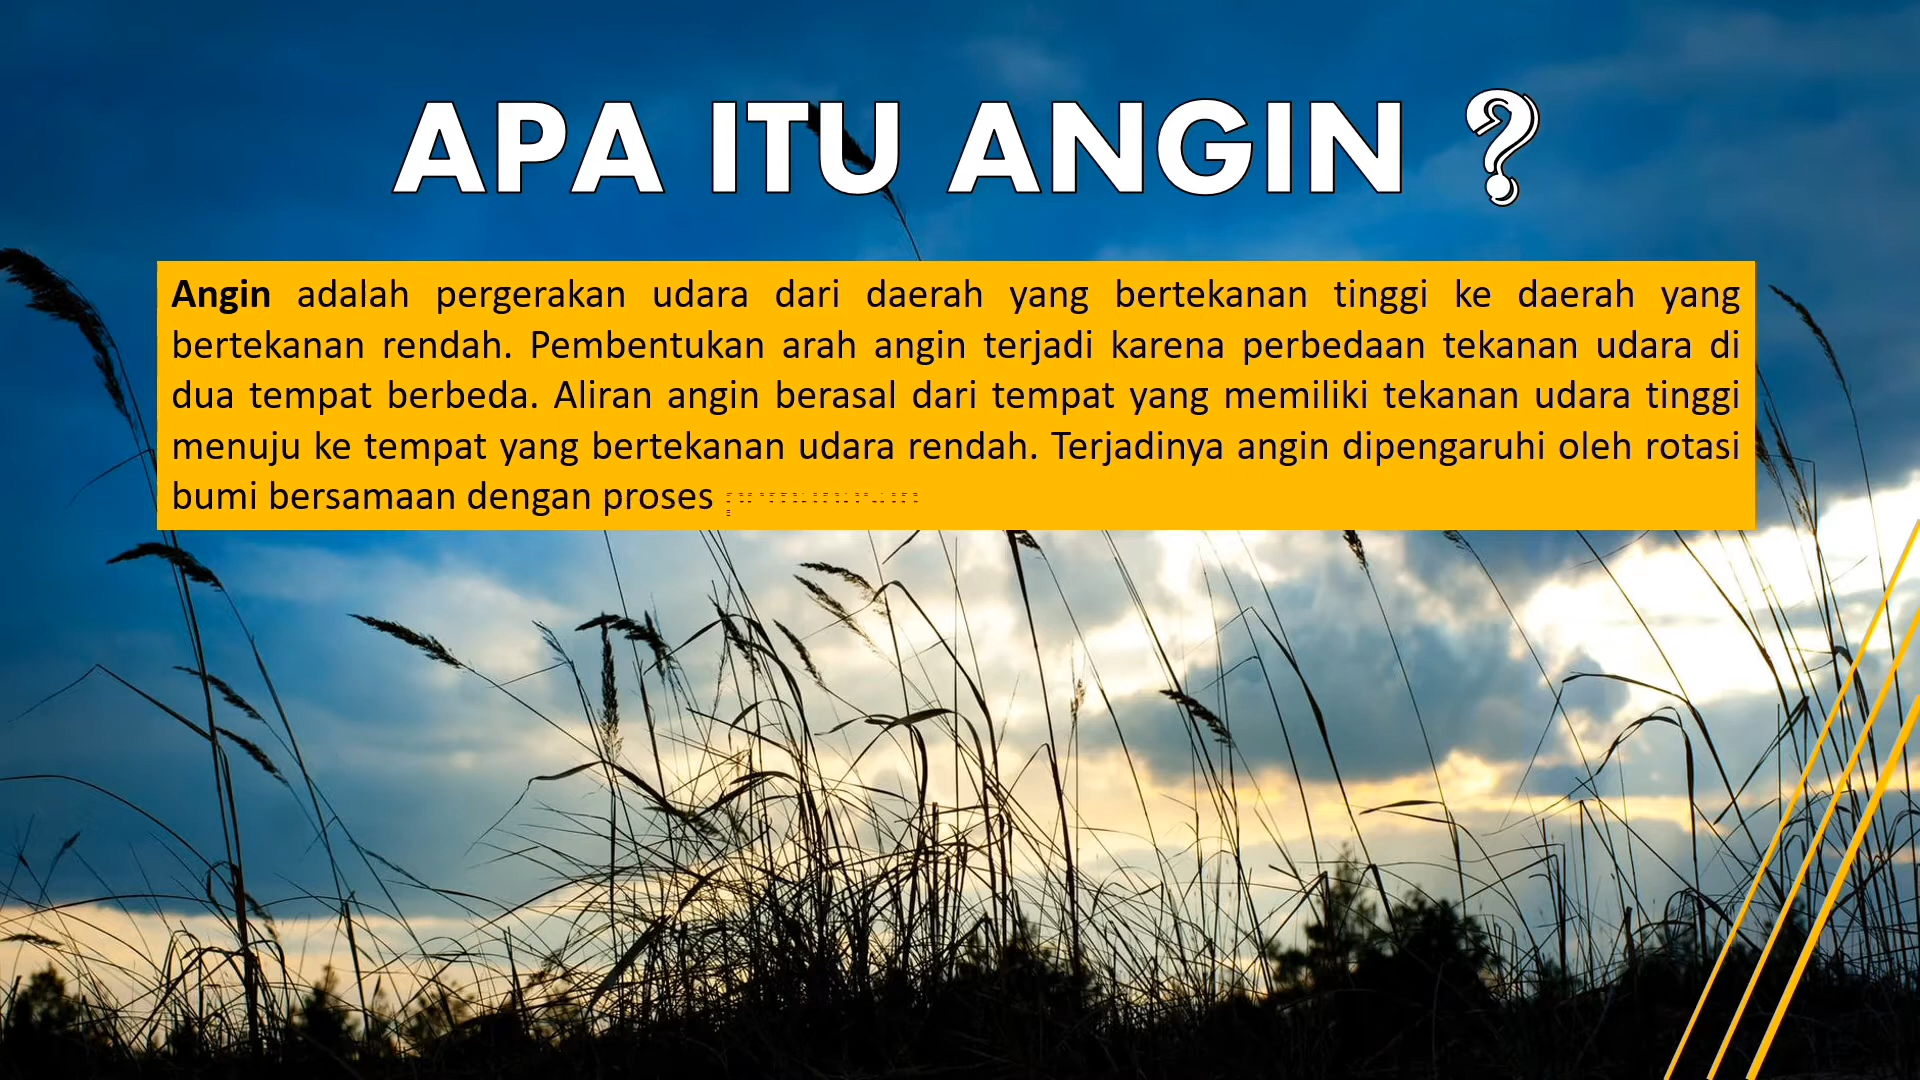 APA ITU ANGIN ?
Angin adalah pergerakan udara dari daerah yang bertekanan tinggi ke daerah yang
bertekanan rendah. Pembentukan arah angin terjadi karena perbedaan tekanan udara di
dua tempat berbeda. Aliran angin berasal dari tempat yang memiliki tekanan udara tinggi
menuju ke tempat yang bertekanan udara rendah. Terjadinya angin dipengaruhi oleh rotasi
bumi bersamaan dengan proses